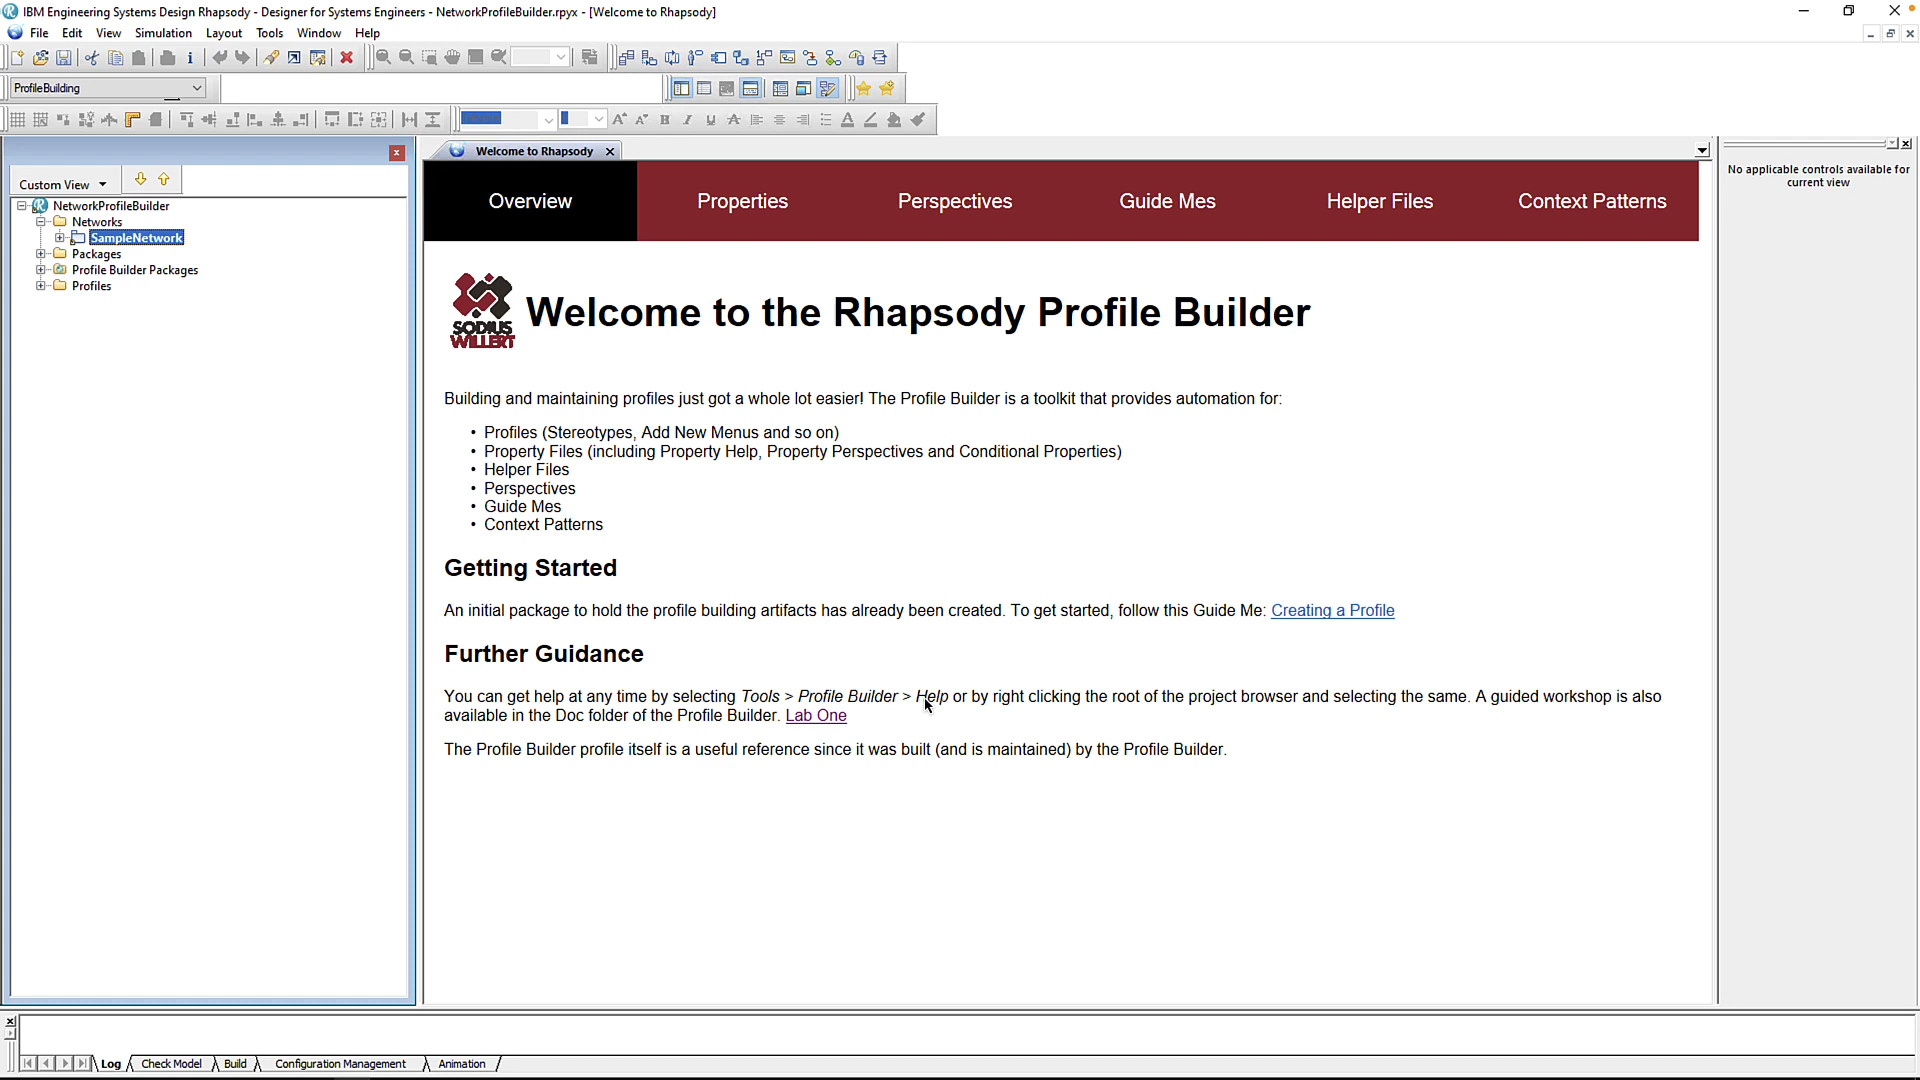 IBM Engineering Systems Design Rhapsody - Designer for Systems Engineers - NetworkProfileBuilder.rpyx - [Welcome to Rhapsody]
File Edit View Simulation Layout Tools Window Help
ProfileBuilding
Welcome to Rhapsody
Custom View
NetworkProfileBuilder
Networks
SampleNetwork
Packages
Profile Builder Packages
Profiles
Overview Properties Perspectives Guide Mes Helper Files Context Patterns
SODIUS
WILLERT
Welcome to the Rhapsody Profile Builder
Building and maintaining profiles just got a whole lot easier! The Profile Builder is a toolkit that provides automation for:
• Profiles (Stereotypes, Add New Menus and so on)
• Property Files (including Property Help, Property Perspectives and Conditional Properties)
• Helper Files
• Perspectives
• Guide Mes
• Context Patterns
Getting Started
An initial package to hold the profile building artifacts has already been created. To get started, follow this Guide Me: Creating a Profile
Further Guidance
You can get help at any time by selecting Tools > Profile Builder > Help or by right clicking the root of the project browser and selecting the same. A guided workshop is also
available in the Doc folder of the Profile Builder. Lab One
The Profile Builder profile itself is a useful reference since it was built (and is maintained) by the Profile Builder.
No applicable controls available for
current view
Log Check Model Build Configuration Management Animation